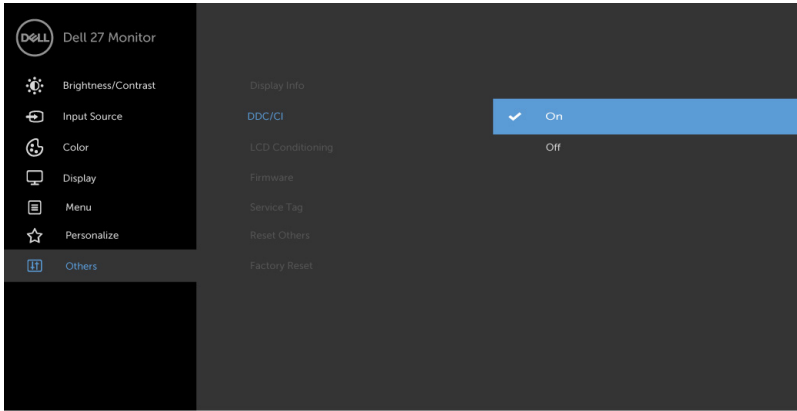 DELL Dell 27 Monitor
Brightness/Contrast
Input Source
Color
Display
Menu
Personalize
Others
Display Info
DDC/CI
LCD Conditioning
Firmware
Service Tag
Reset Others
Factory Reset
On
Off